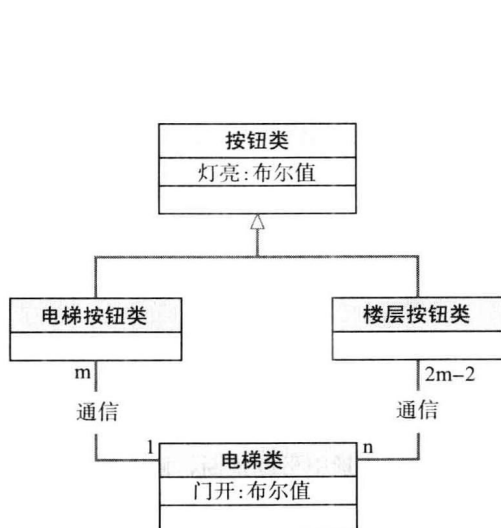 按钮类
灯亮:布尔值
电梯按钮类
楼层按钮类
m
2m-2
通信
通信
1
电梯类
n
门开:布尔值